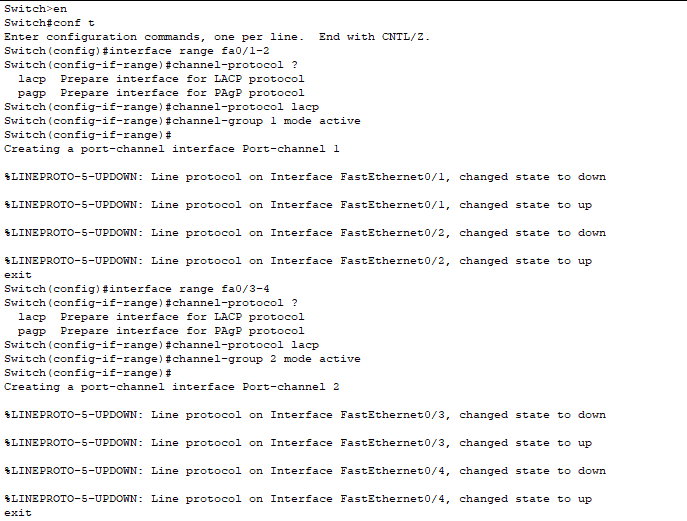 Switch>en
Switch#conf t
Enter configuration commands, one per line.  End with CNTL/Z.
Switch(config)#interface range fa0/1-2
Switch(config-if-range)#channel-protocol ?
  lacp  Prepare interface for LACP protocol
  pagp  Prepare interface for PAgP protocol
Switch(config-if-range)#channel-protocol lacp
Switch(config-if-range)#channel-group 1 mode active
Switch(config-if-range)#
Creating a port-channel interface Port-channel 1
%LINEPROTO-5-UPDOWN: Line protocol on Interface FastEthernet0/1, changed state to down
%LINEPROTO-5-UPDOWN: Line protocol on Interface FastEthernet0/1, changed state to up
%LINEPROTO-5-UPDOWN: Line protocol on Interface FastEthernet0/2, changed state to down
%LINEPROTO-5-UPDOWN: Line protocol on Interface FastEthernet0/2, changed state to up
exit
Switch(config)#interface range fa0/3-4
Switch(config-if-range)#channel-protocol ?
  lacp  Prepare interface for LACP protocol
  pagp  Prepare interface for PAgP protocol
Switch(config-if-range)#channel-protocol lacp
Switch(config-if-range)#channel-group 2 mode active
Switch(config-if-range)#
Creating a port-channel interface Port-channel 2
%LINEPROTO-5-UPDOWN: Line protocol on Interface FastEthernet0/3, changed state to down
%LINEPROTO-5-UPDOWN: Line protocol on Interface FastEthernet0/3, changed state to up
%LINEPROTO-5-UPDOWN: Line protocol on Interface FastEthernet0/4, changed state to down
%LINEPROTO-5-UPDOWN: Line protocol on Interface FastEthernet0/4, changed state to up
exit